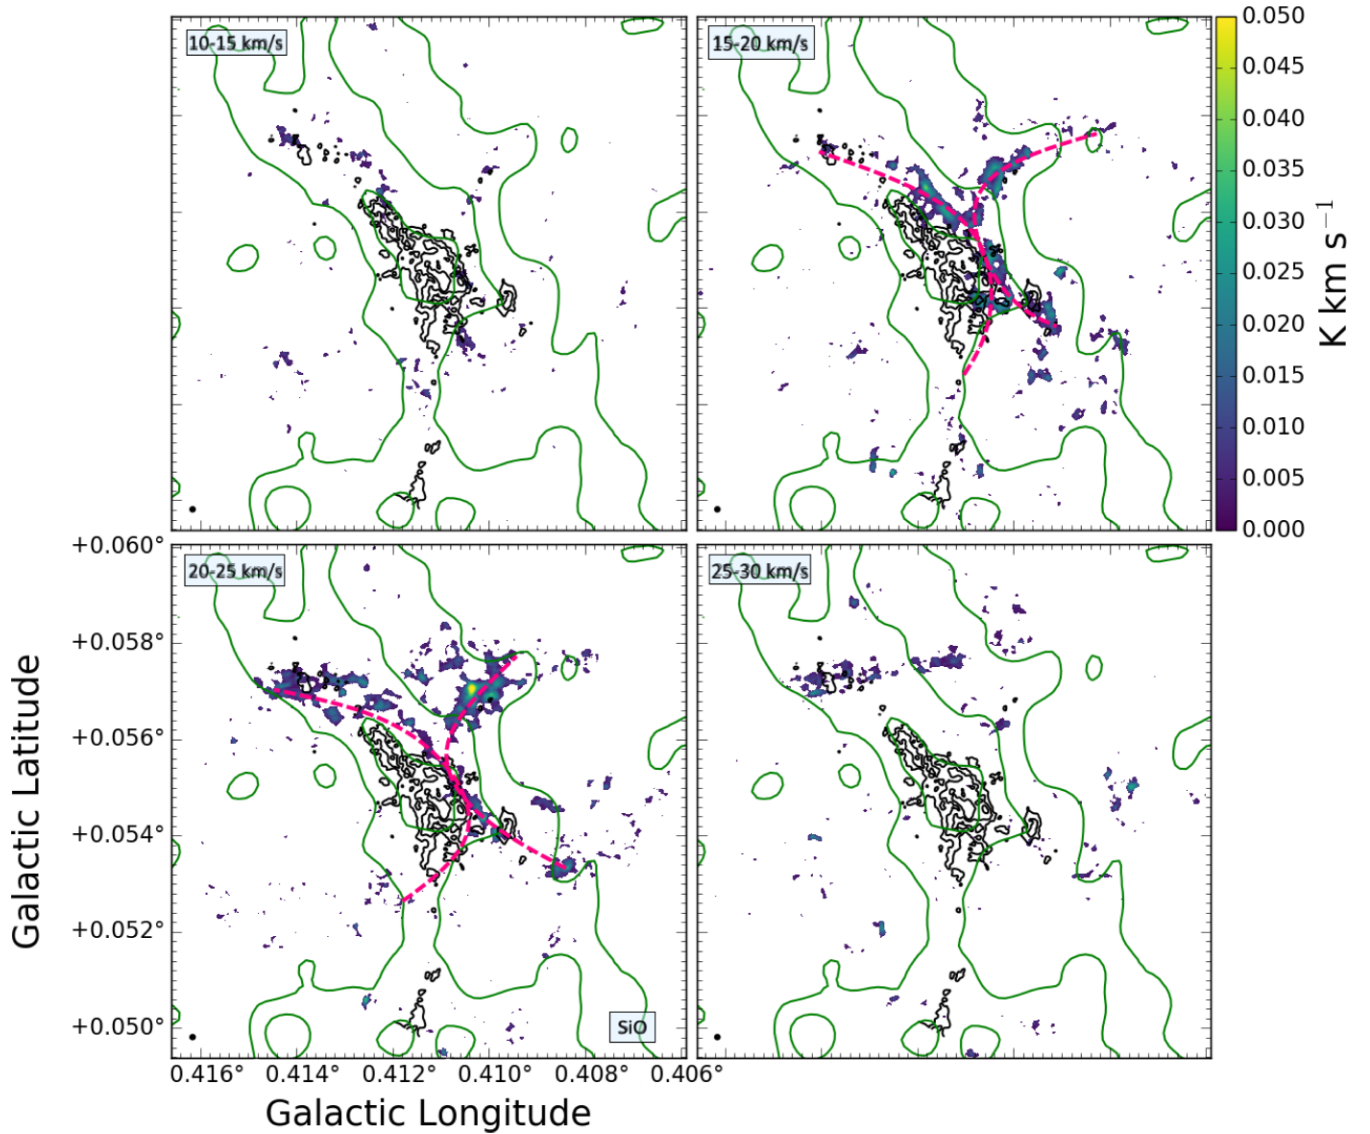 10-15 km/s
15-20 km/s
0.050
0.045
0.040
0.035
0.030
0.025
0.020
0.015
0.010
0.005
0.000
K km s⁻¹
20-25 km/s
25-30 km/s
SiO
+0.060°
+0.058°
+0.056°
+0.054°
+0.052°
+0.050°
Galactic Latitude
0.416° 0.414° 0.412° 0.410° 0.408° 0.406°
Galactic Longitude